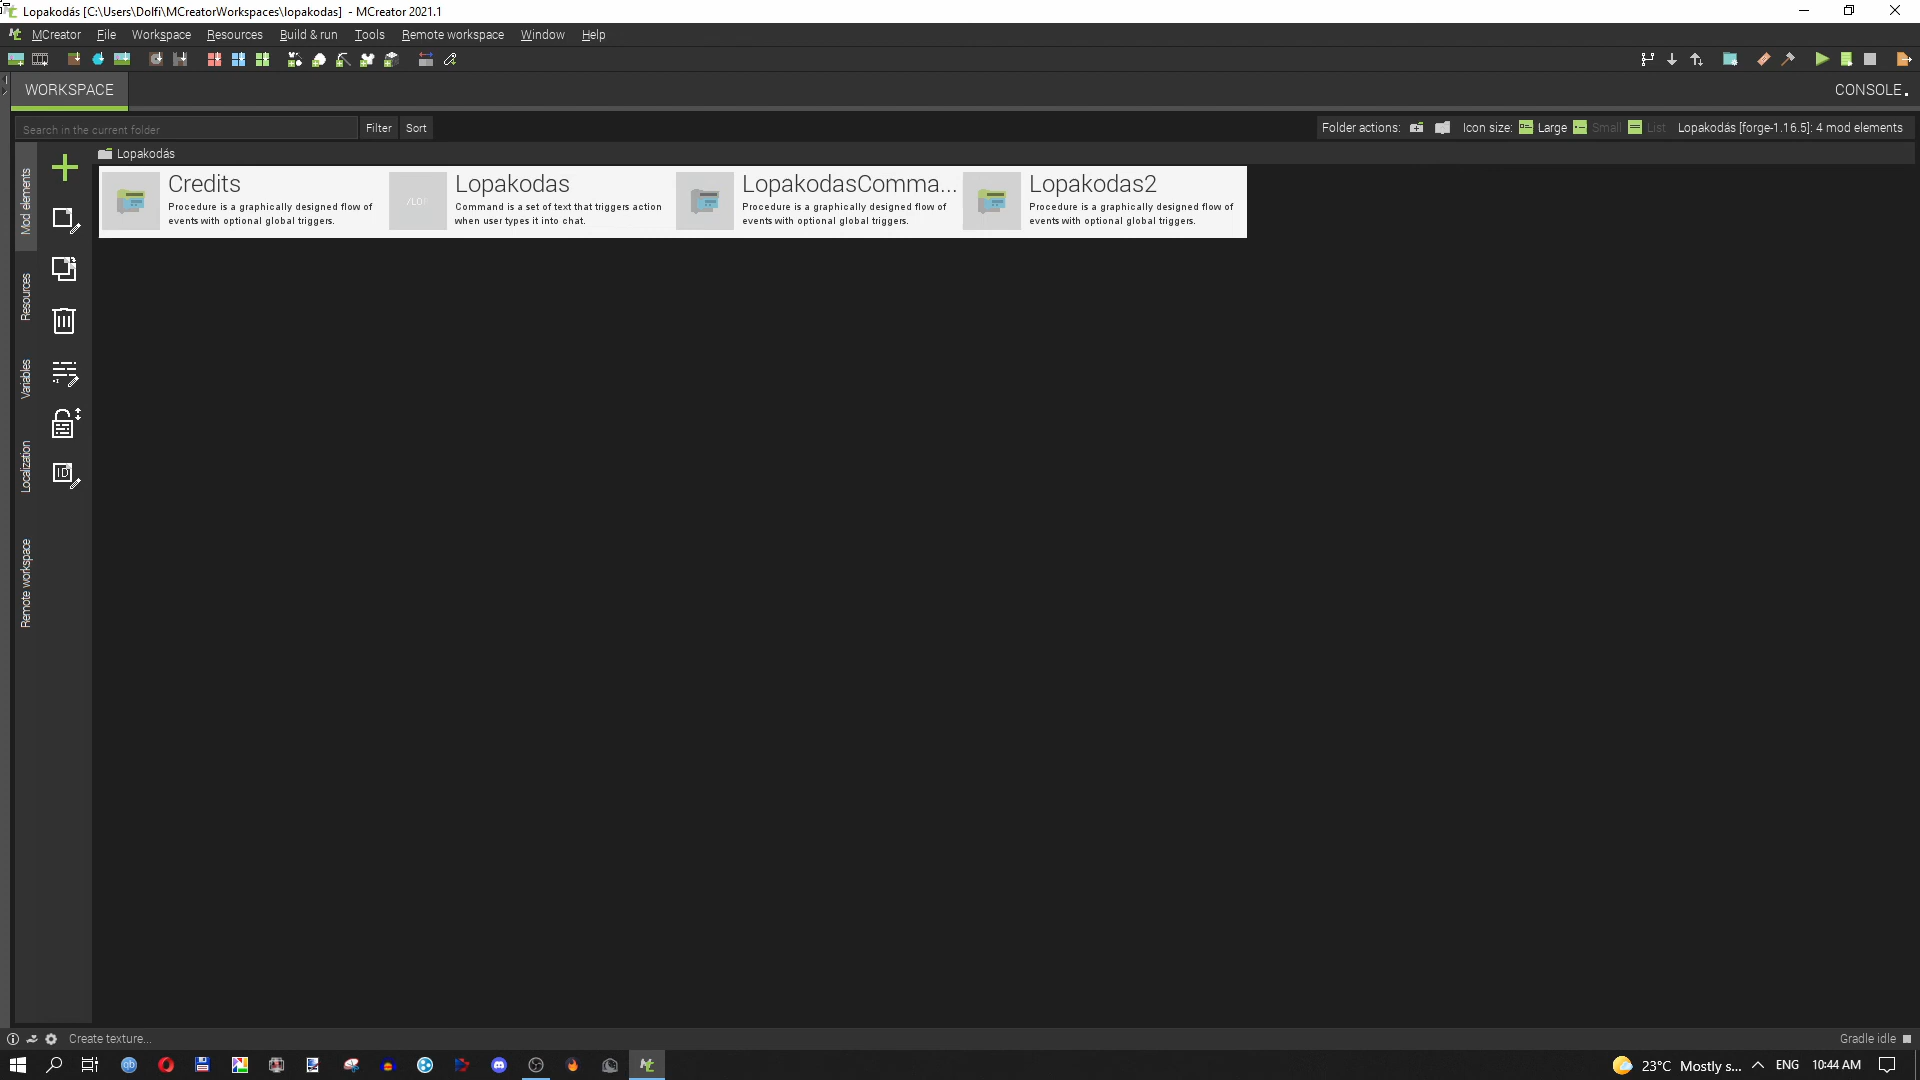 Lopakodás [C:\Users\Dolfi\MCreatorWorkspaces\lopakodas] - MCreator 2021.1
MCreator File Workspace Resources Build & run Tools Remote workspace Window Help
WORKSPACE
CONSOLE
Search in the current folder
Filter
Sort
Folder actions:
Icon size:
Large
Small
List
Lopakodás [forge-1.16.5]: 4 mod elements
Lopakodás
Mod elements
Resources
Variables
Localization
Remote workspace
Credits
Procedure is a graphically designed flow of
events with optional global triggers.
Lopakodas
Command is a set of text that triggers action
when user types it into chat.
LopakodasComma...
Procedure is a graphically designed flow of
events with optional global triggers.
Lopakodas2
Procedure is a graphically designed flow of
events with optional global triggers.
ID
Create texture...
Gradle idle
qb
23°C Mostly s...
ENG
10:44 AM